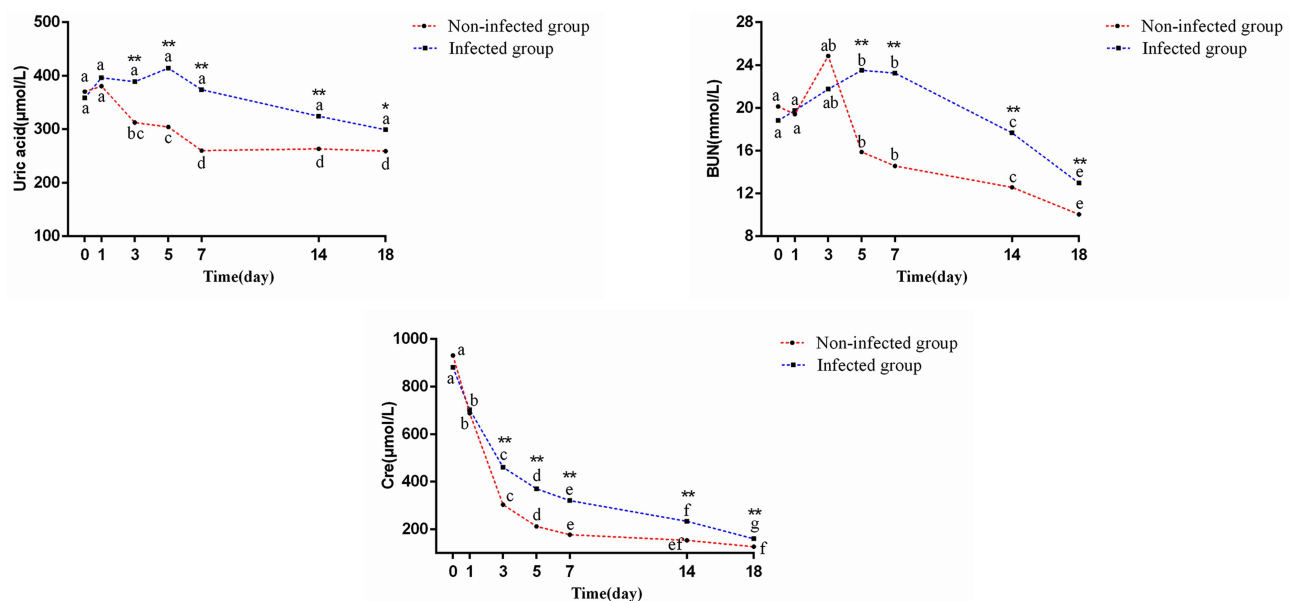 Non-infected group
Infected group
Uric acid(μmol/L)
500
400
300
200
100
a
a
a
a
**
a
bc
**
a
c
**
a
d
**
a
d
*
a
d
0 1 3 5 7 14 18
Time(day)
Non-infected group
Infected group
BUN(mmol/L)
28
24
20
16
12
8
a
a
a
a
ab
ab
**
b
b
**
b
b
**
c
c
**
e
e
0 1 3 5 7 14 18
Time(day)
Non-infected group
Infected group
Cre(μmol/L)
1000
800
600
400
200
a
a
b
b
**
c
c
**
d
d
**
e
e
**
f
ef
**
g
f
0 1 3 5 7 14 18
Time(day)